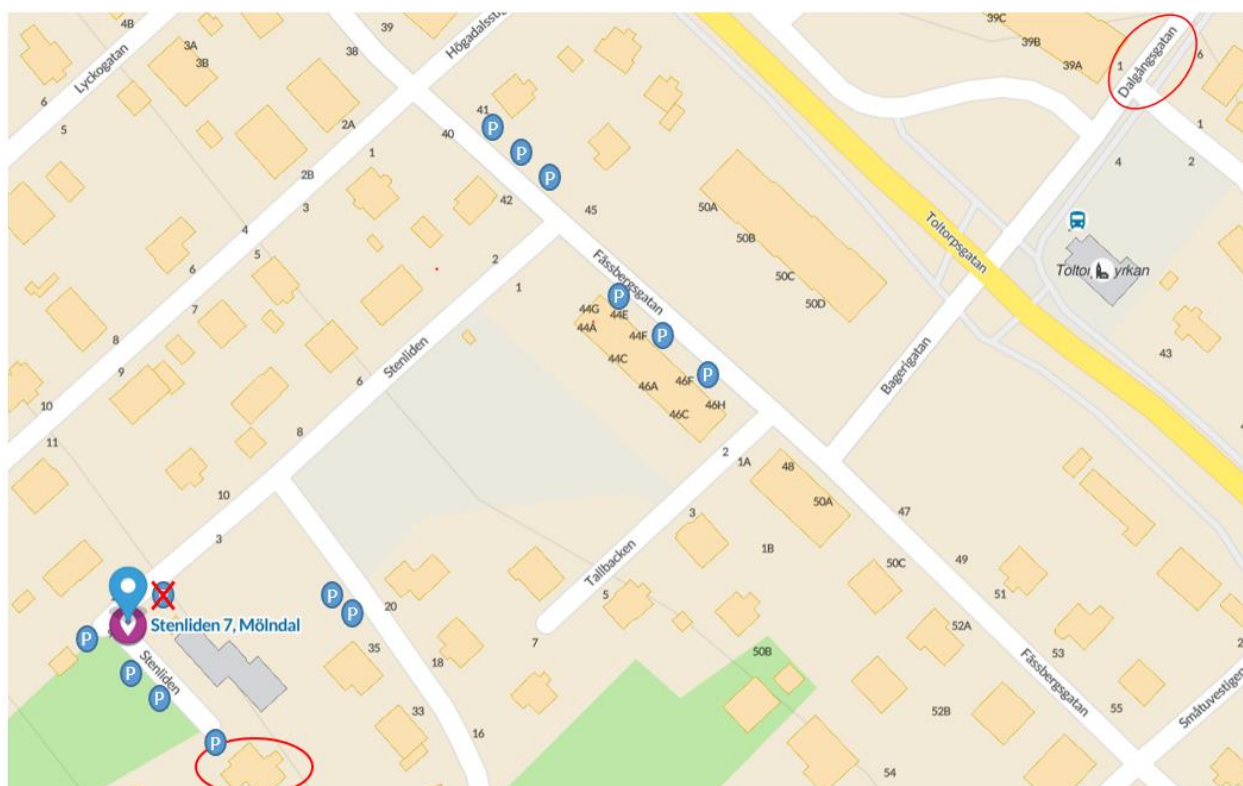 4B
39
Högadalssti
39C
39B
39A
1
Dalgångsgatan
6
3A
3B
Lyckogatan
38
6
5
2A
40
41
1
2
4
2B
1
3
42
45
50A
50B
50C
50D
Toltorpsgatan
4
5
2
6
7
1
Fässbergsgatan
44G
44E
44A
44F
44C
46A
46F
46C
46H
43
8
9
Stenliden
6
Bagerigatan
10
11
8
2
1A
48
50A
10
3
3
1B
47
49
50C
51
Tallbacken
5
20
Stenliden 7, Mölndal
35
7
18
50B
52A
53
Fässbergsgatan
2
Stenliden
33
16
52B
55
Småtuvestigen
54
P
P
P
P
P
P
P
P
P
P
P
P